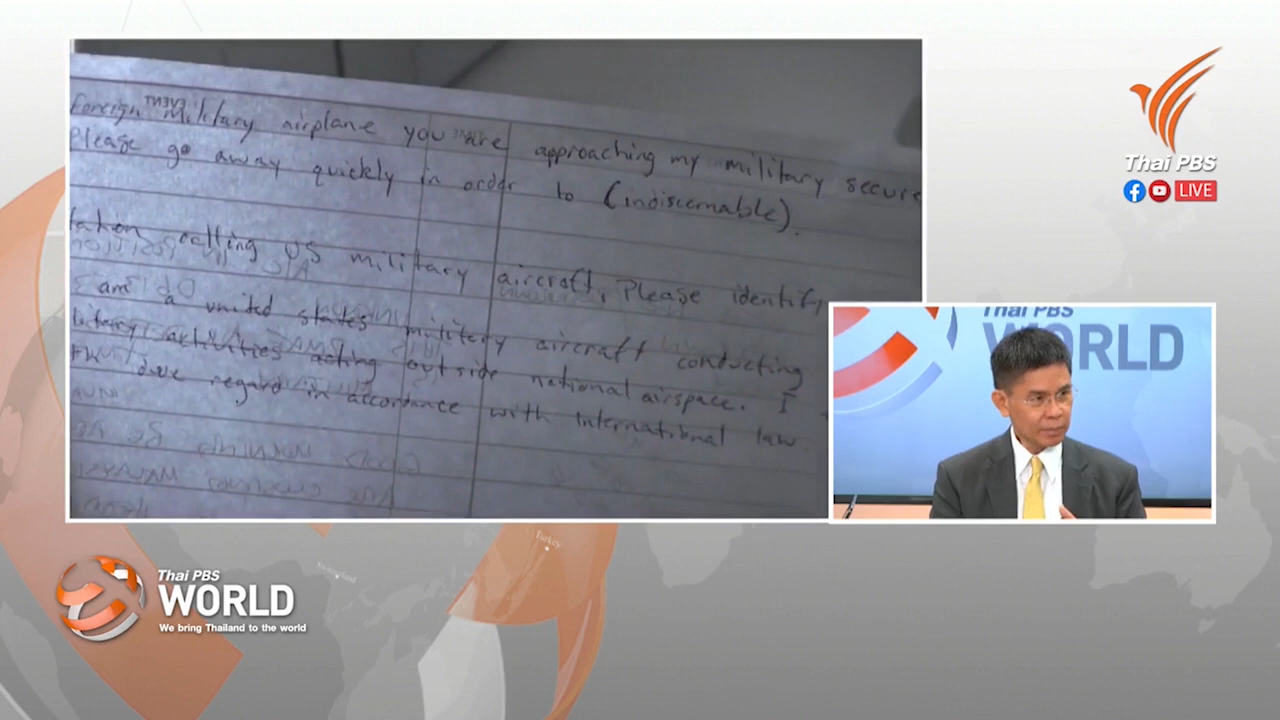 Foreign military airplane you are approaching my military secure
Please go away quickly in order to (indiscernable).
calling US military aircraft, Please identify
am a united states military aircraft conducting
activities acting outside national airspace. I
due regard in accordance with international law
Thai PBS
LIVE
Thai PBS
WORLD
Turkey
Switzerland
Thai PBS
WORLD
We bring Thailand to the world